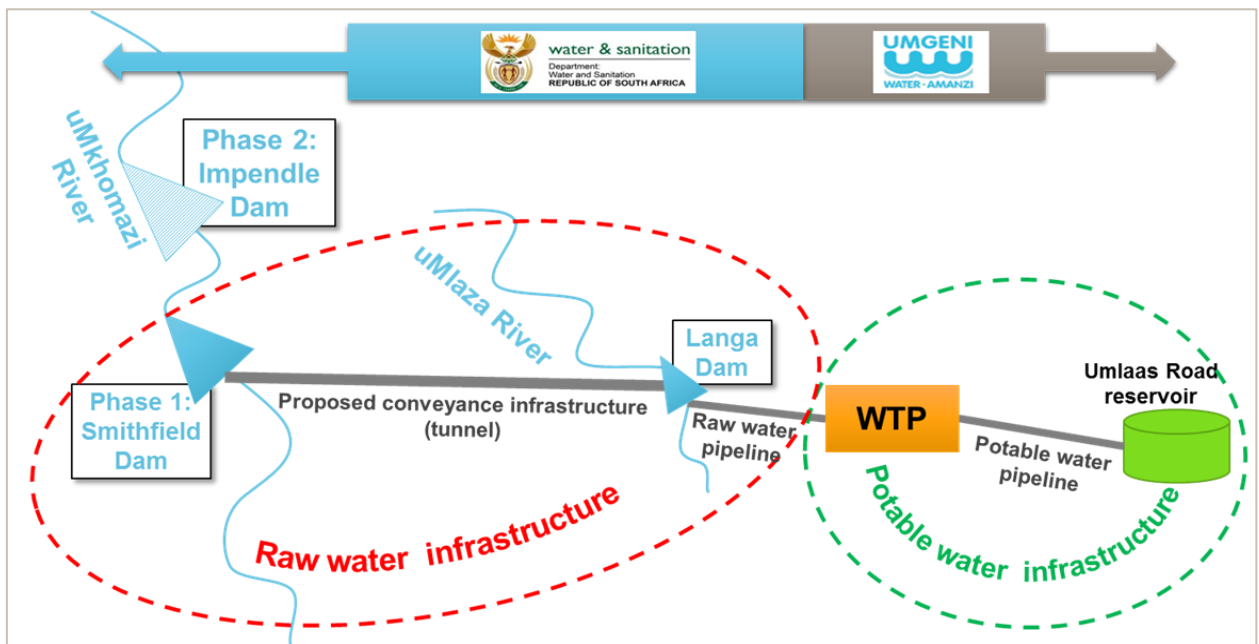 water & sanitation
Department:
Water and Sanitation
REPUBLIC OF SOUTH AFRICA
UMGENI
WATER · AMANZI
uMkhomazi
River
Phase 2:
Impendle
Dam
uMlaza River
Langa
Dam
Phase 1:
Smithfield
Dam
Proposed conveyance infrastructure
(tunnel)
Raw water
pipeline
WTP
Potable water
pipeline
Umlaas Road
reservoir
Raw water infrastructure
Potable water infrastructure